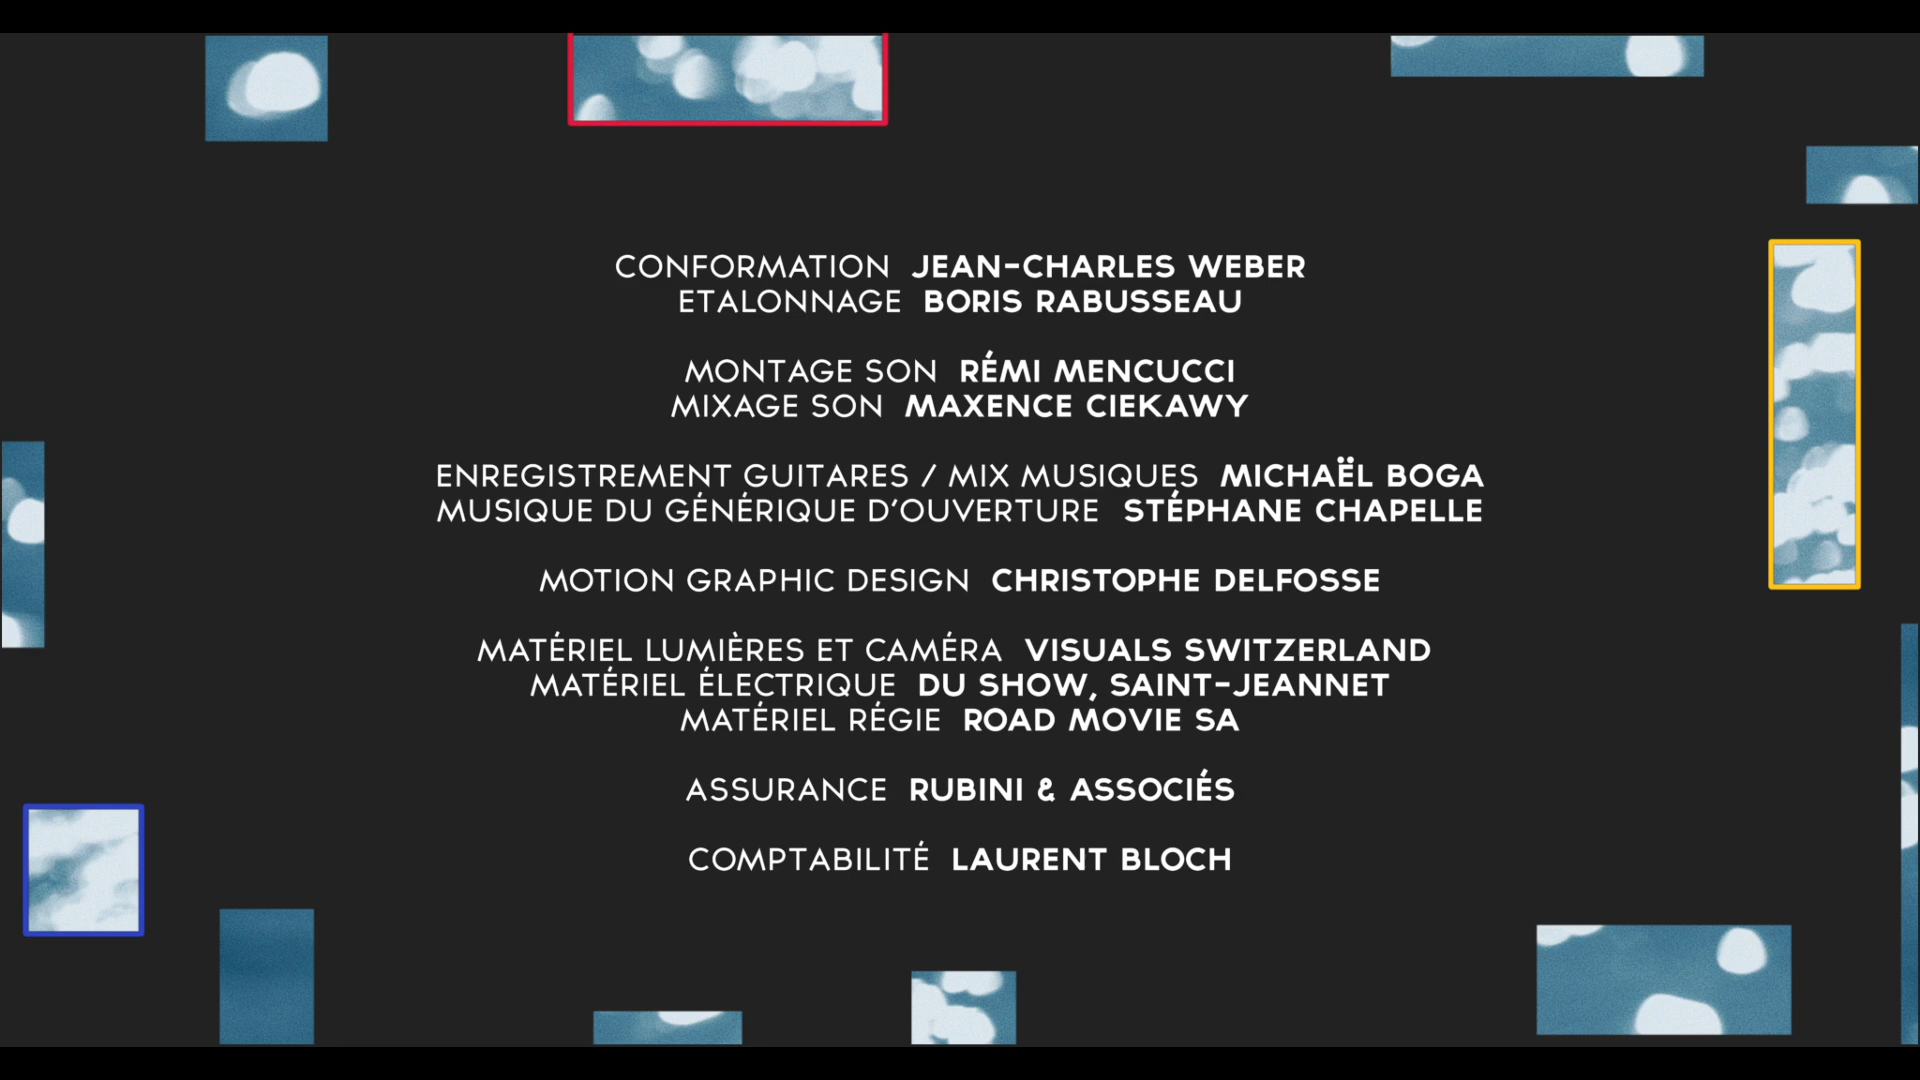 CONFORMATION JEAN-CHARLES WEBER
ETALONNAGE BORIS RABUSSEAU
MONTAGE SON RÉMI MENCUCCI
MIXAGE SON MAXENCE CIEKAWY
ENREGISTREMENT GUITARES / MIX MUSIQUES MICHAËL BOGA
MUSIQUE DU GÉNÉRIQUE D'OUVERTURE STÉPHANE CHAPELLE
MOTION GRAPHIC DESIGN CHRISTOPHE DELFOSSE
MATÉRIEL LUMIÈRES ET CAMÉRA VISUALS SWITZERLAND
MATÉRIEL ÉLECTRIQUE DU SHOW, SAINT-JEANNET
MATÉRIEL RÉGIE ROAD MOVIE SA
ASSURANCE RUBINI & ASSOCIÉS
COMPTABILITÉ LAURENT BLOCH